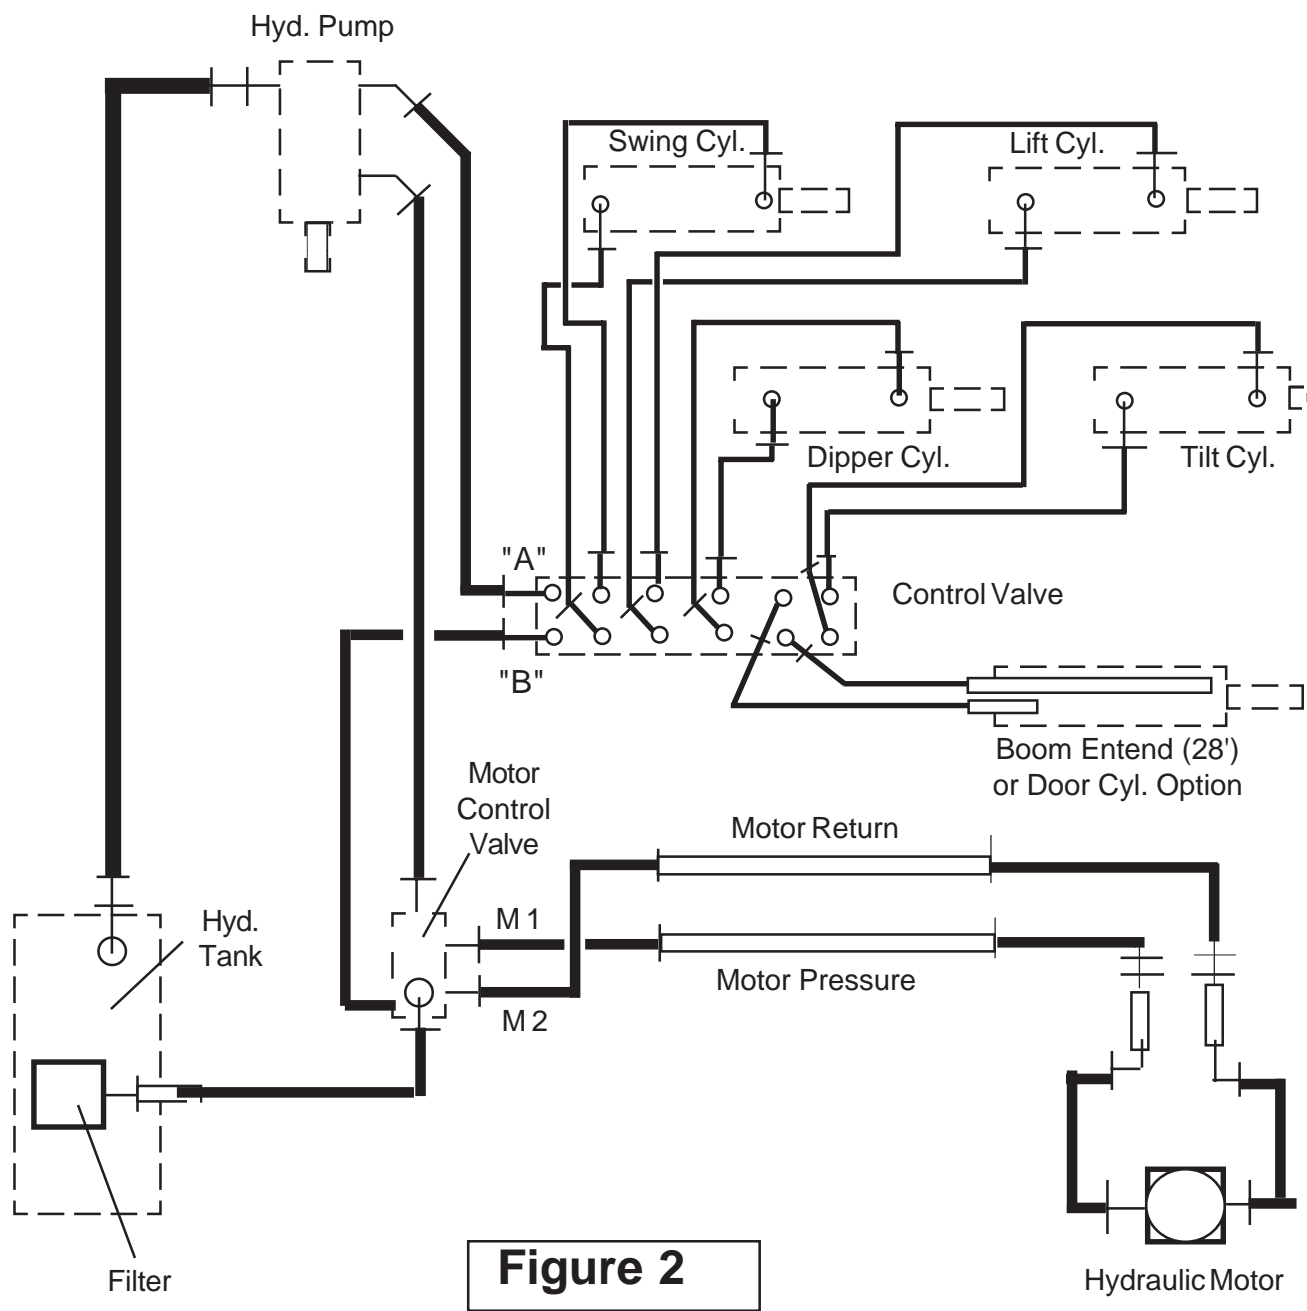 Hyd. Pump
Swing Cyl.
Lift Cyl.
Dipper Cyl.
Tilt Cyl.
"A"
Control Valve
"B"
Boom Entend (28')
or Door Cyl. Option
Motor
Control
Valve
Motor Return
Hyd.
Tank
M 1
Motor Pressure
M 2
Filter
Figure 2
Hydraulic Motor